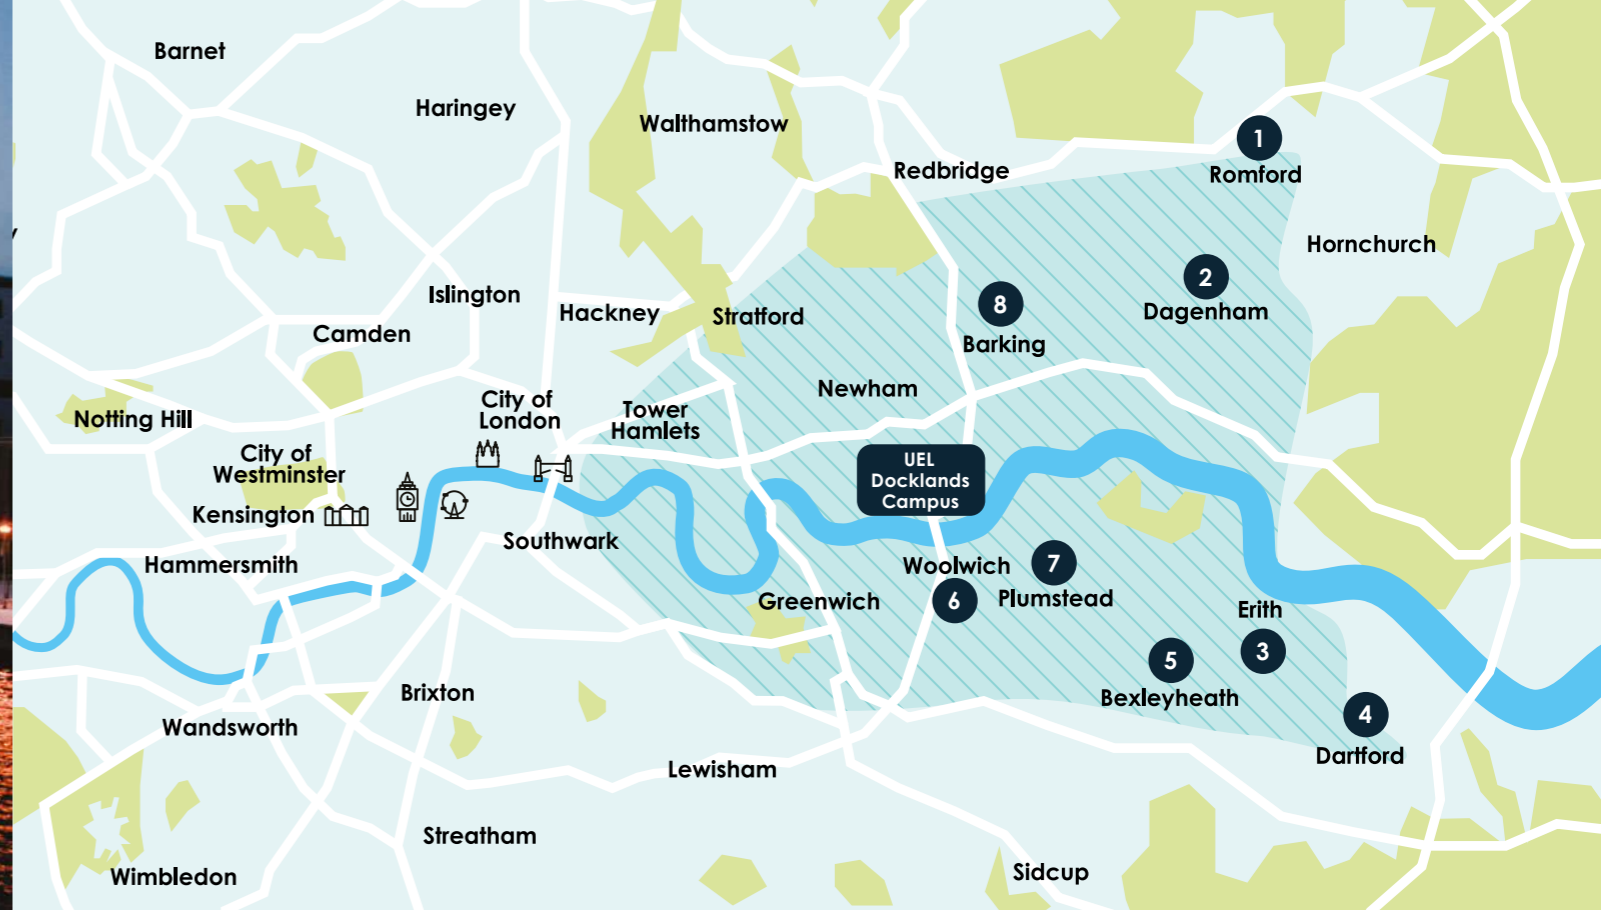 Barnet
Haringey
Walthamstow
1
Redbridge
Romford
Hornchurch
2
Islington
Hackney
Stratford
8
Dagenham
Camden
Barking
Newham
City of
London
Tower
Hamlets
Notting Hill
City of
Westminster
UEL
Docklands
Campus
Kensington
Southwark
Hammersmith
Woolwich
7
Greenwich
6
Plumstead
Erith
3
5
Brixton
Bexleyheath
4
Wandsworth
Dartford
Lewisham
Streatham
Sidcup
Wimbledon